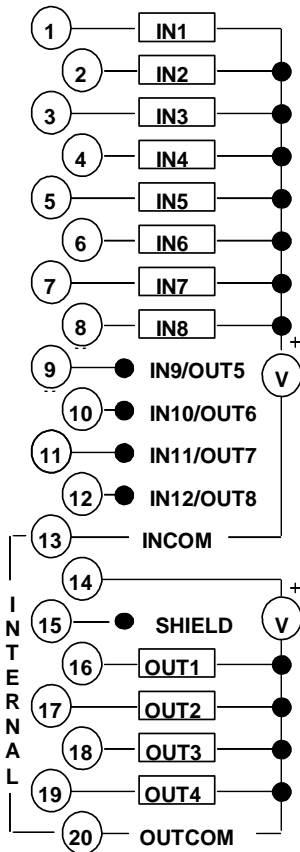 1 IN1
2 IN2
3 IN3
4 IN4
5 IN5
6 IN6
7 IN7
8 IN8
+
9 IN9/OUT5 V
10 IN10/OUT6
11 IN11/OUT7
12 IN12/OUT8
13 INCOM
14 +
15 SHIELD V
16 OUT1
17 OUT2
18 OUT3
19 OUT4
20 OUTCOM
INTERNAL